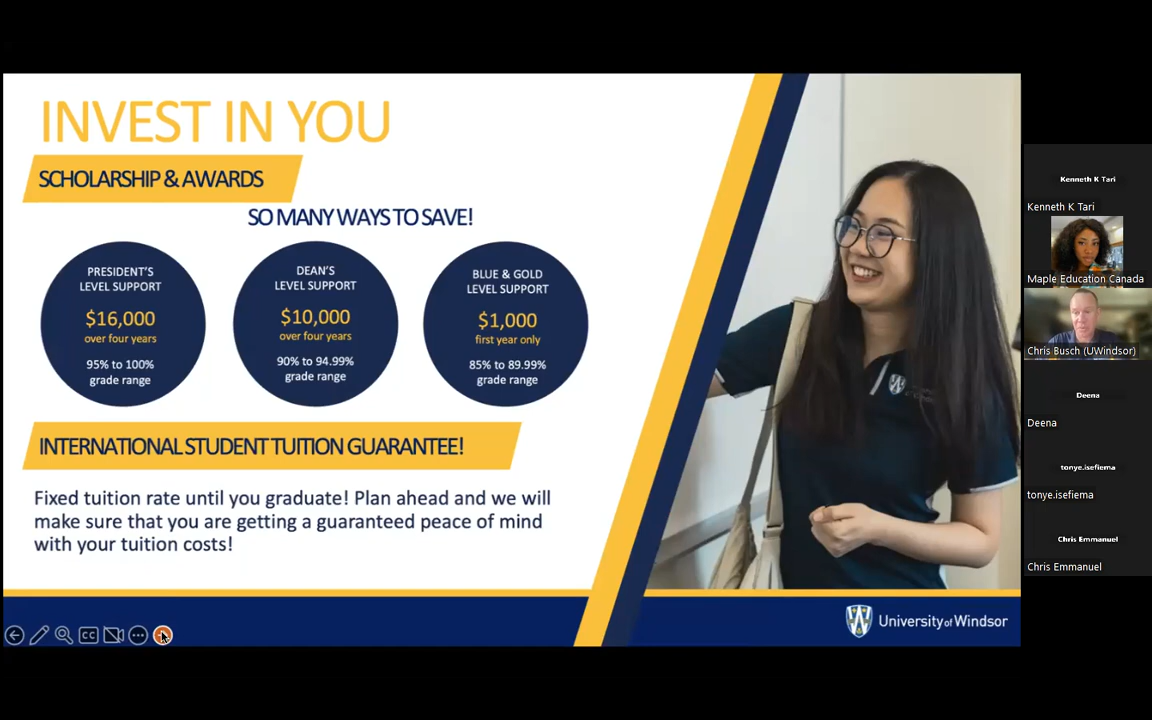 INVEST IN YOU
SCHOLARSHIP & AWARDS
SO MANY WAYS TO SAVE!
PRESIDENT'S
LEVEL SUPPORT
$16,000
over four years
95% to 100%
grade range
DEAN'S
LEVEL SUPPORT
$10,000
over four years
90% to 94.99%
grade range
BLUE & GOLD
LEVEL SUPPORT
$1,000
first year only
85% to 89.99%
grade range
INTERNATIONAL STUDENT TUITION GUARANTEE!
Fixed tuition rate until you graduate! Plan ahead and we will
make sure that you are getting a guaranteed peace of mind
with your tuition costs!
CC
University of Windsor
Kenneth K Tari
Kenneth K Tari
Maple Education Canada
Chris Busch (UWindsor)
Deena
Deena
tonye.isefiema
tonye.isefiema
Chris Emmanuel
Chris Emmanuel